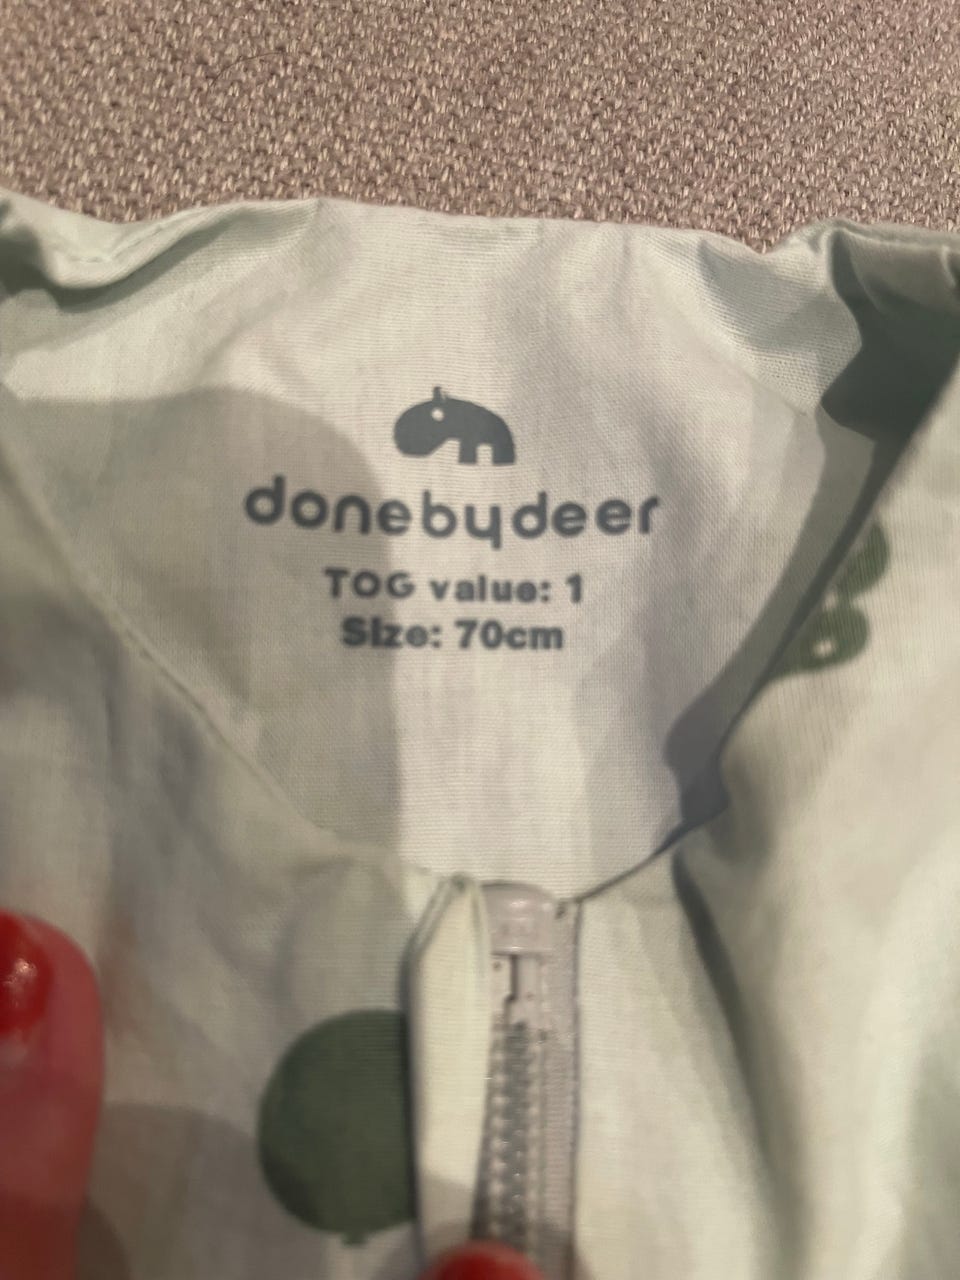 donebydeer
TOG value: 1
Size: 70cm